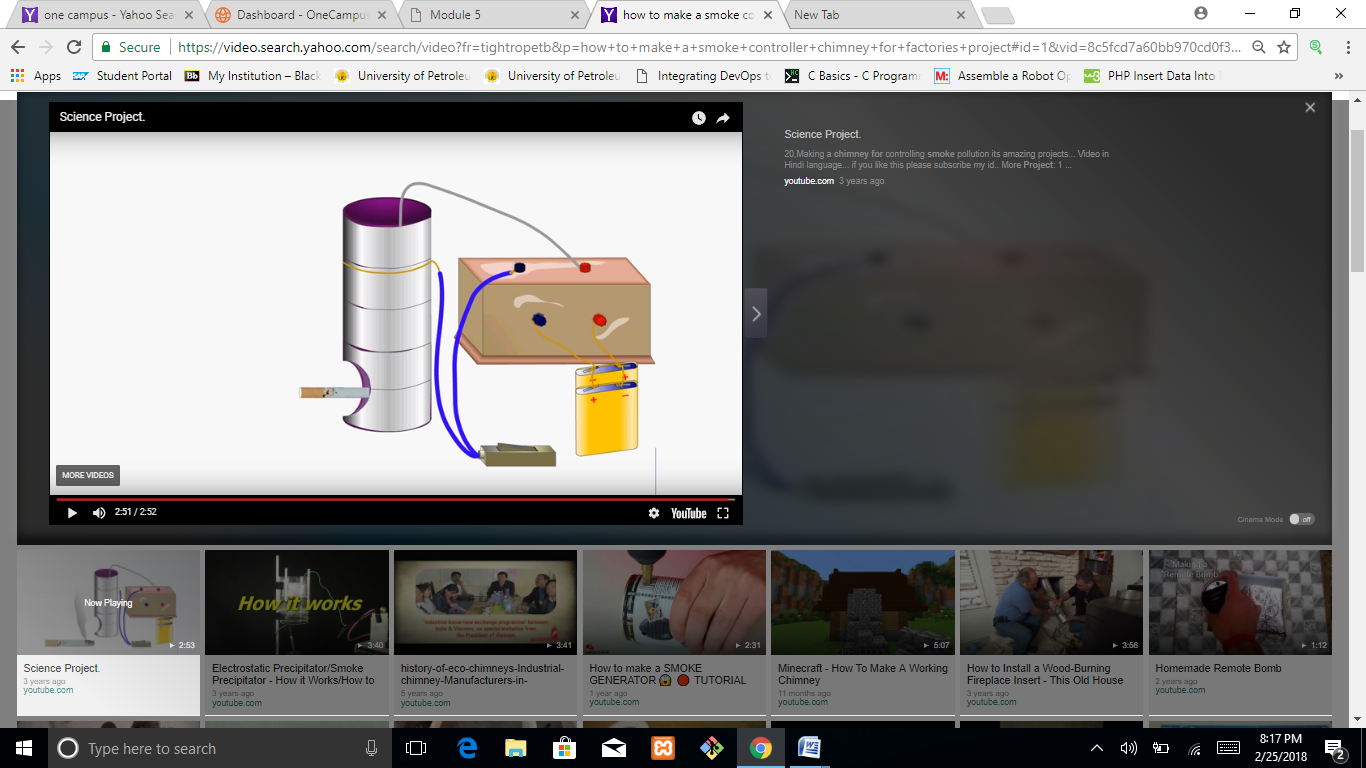 one campus - Yahoo Sea
Dashboard - OneCampus
Module 5
how to make a smoke co
New Tab
Secure
https://video.search.yahoo.com/search/video?fr=tightropetb&p=how+to+make+a+smoke+controller+chimney+for+factories+project#id=1&vid=8c5fcd7a60bb970cd0f3...
Apps
Student Portal
Bb
My Institution – Black
University of Petroleu
University of Petroleu
Integrating DevOps t
C Basics - C Program
M:
Assemble a Robot Op
PHP Insert Data Into
»
Science Project.
MORE VIDEOS
2:51 / 2:52
YouTube
Science Project.
20,Making a chimney for controlling smoke pollution its amazing projects... Video in
Hindi language... if you like this please subscribe my id.. More Project: 1 ...
youtube.com 3 years ago
Cinema Mode
off
Now Playing
2:53
Science Project.
3 years ago
youtube.com
How it works
3:40
Electrostatic Precipitator/Smoke
Precipitator - How it Works/How to
3 years ago
youtube.com
3:41
history-of-eco-chimneys-Industrial-
chimney-Manufacturers-in-
5 years ago
youtube.com
2:31
How to make a SMOKE
GENERATOR 😱 🔴 TUTORIAL
1 year ago
youtube.com
5:07
Minecraft - How To Make A Working
Chimney
11 months ago
youtube.com
3:56
How to Install a Wood-Burning
Fireplace Insert - This Old House
3 years ago
youtube.com
Making a
"Remote Bomb
1:12
Homemade Remote Bomb
2 years ago
youtube.com
Type here to search
8:17 PM
2/25/2018
2